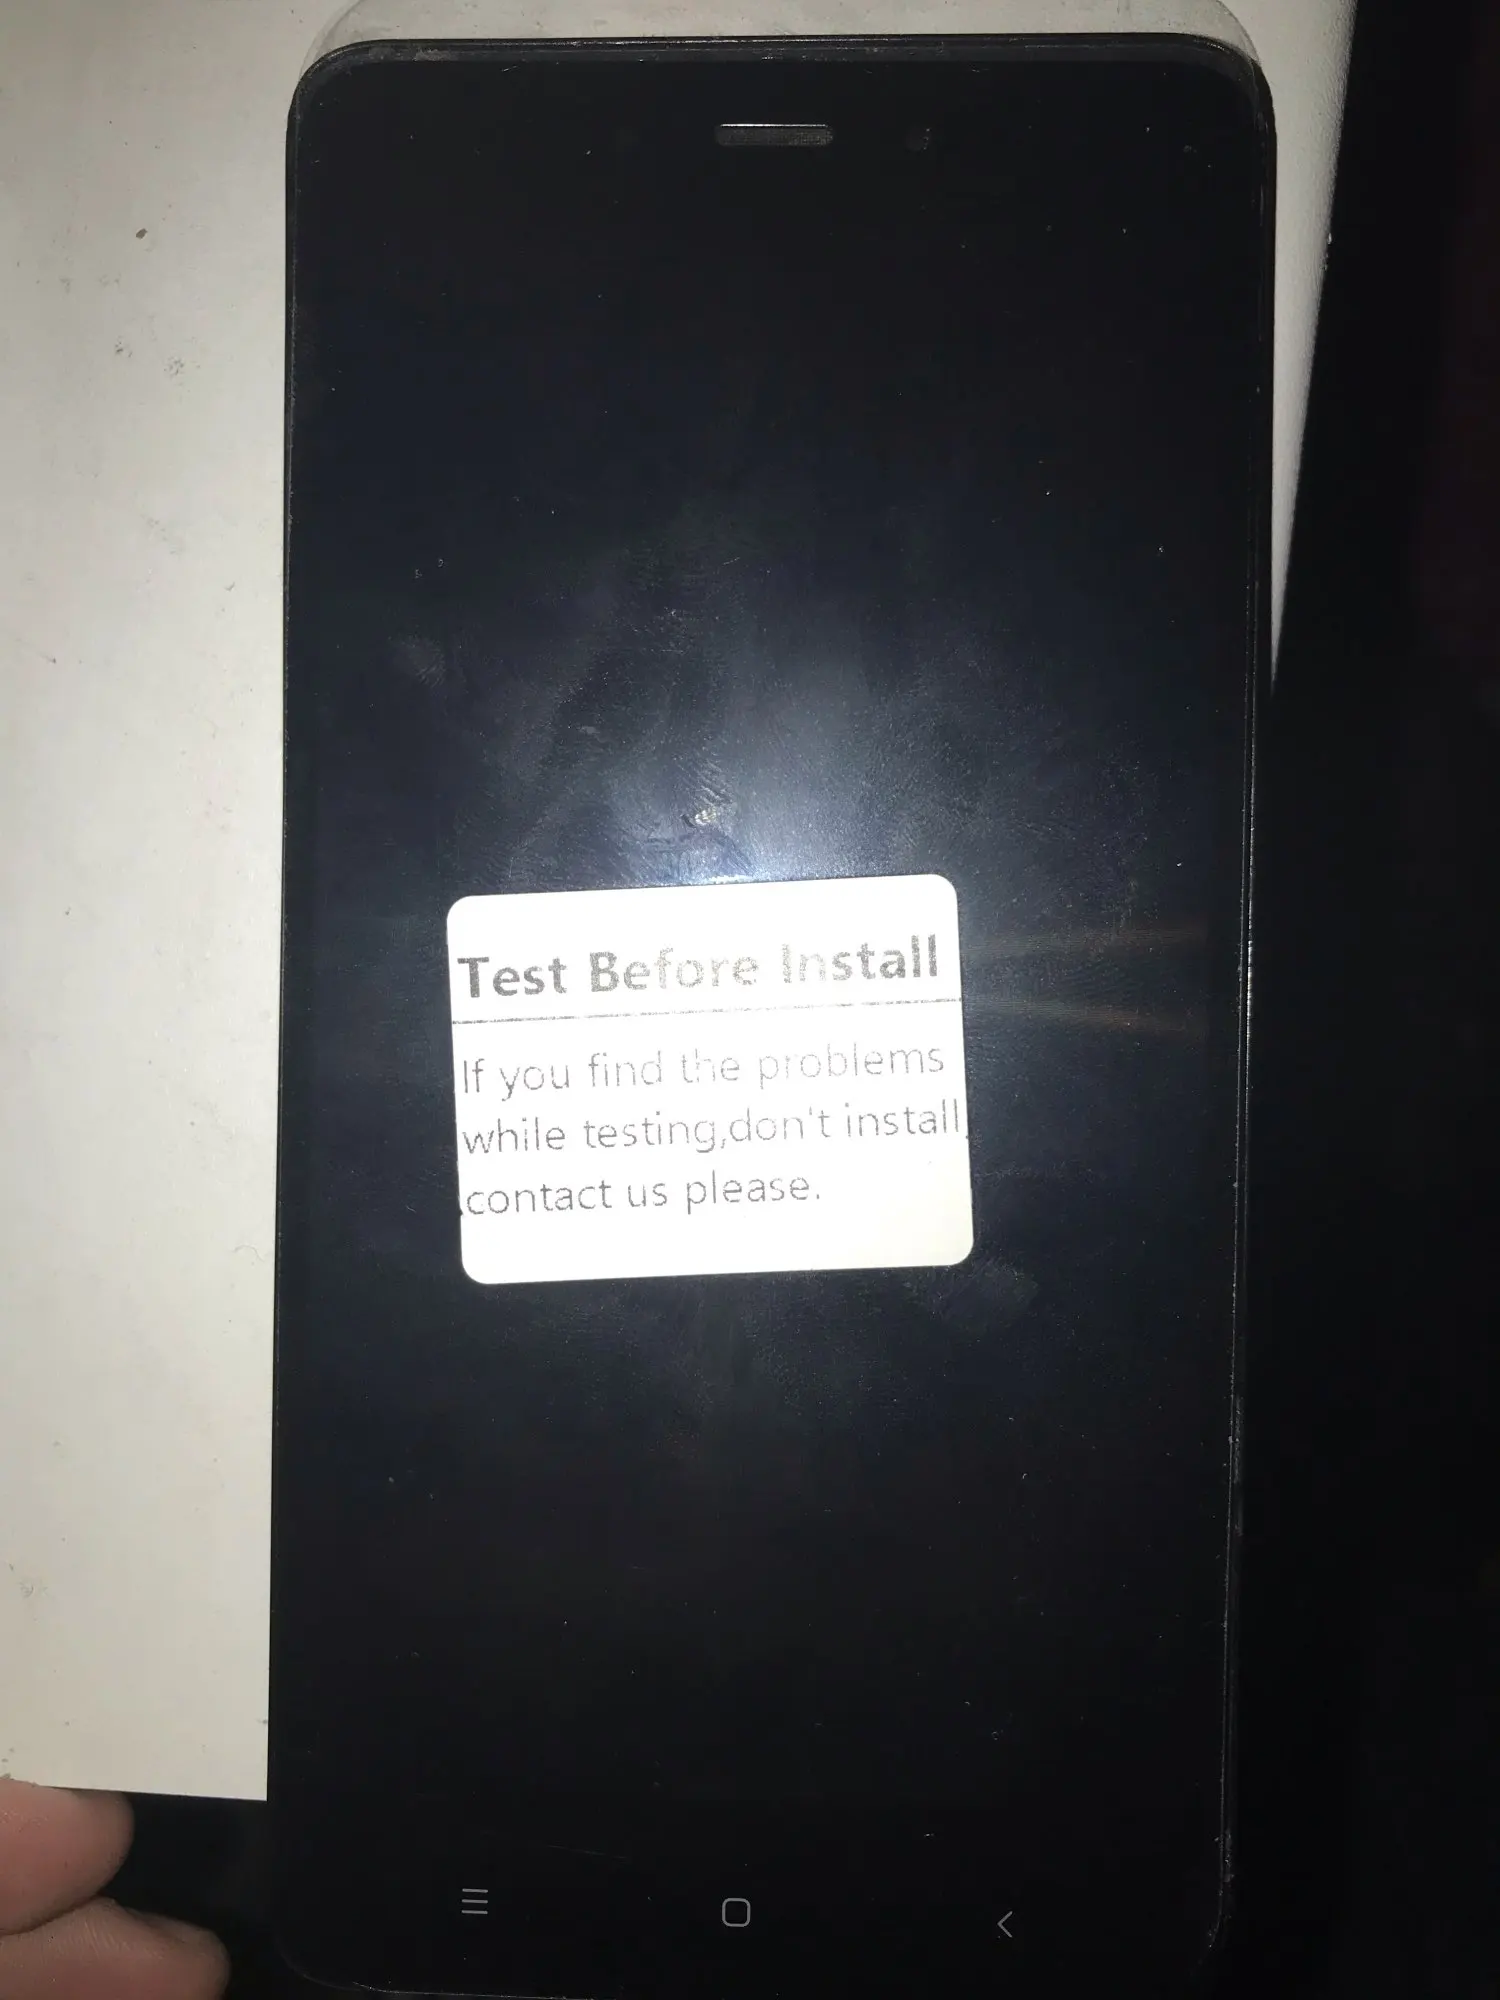 Test Before Install
If you find the problems
while testing,don't install,
contact us please.